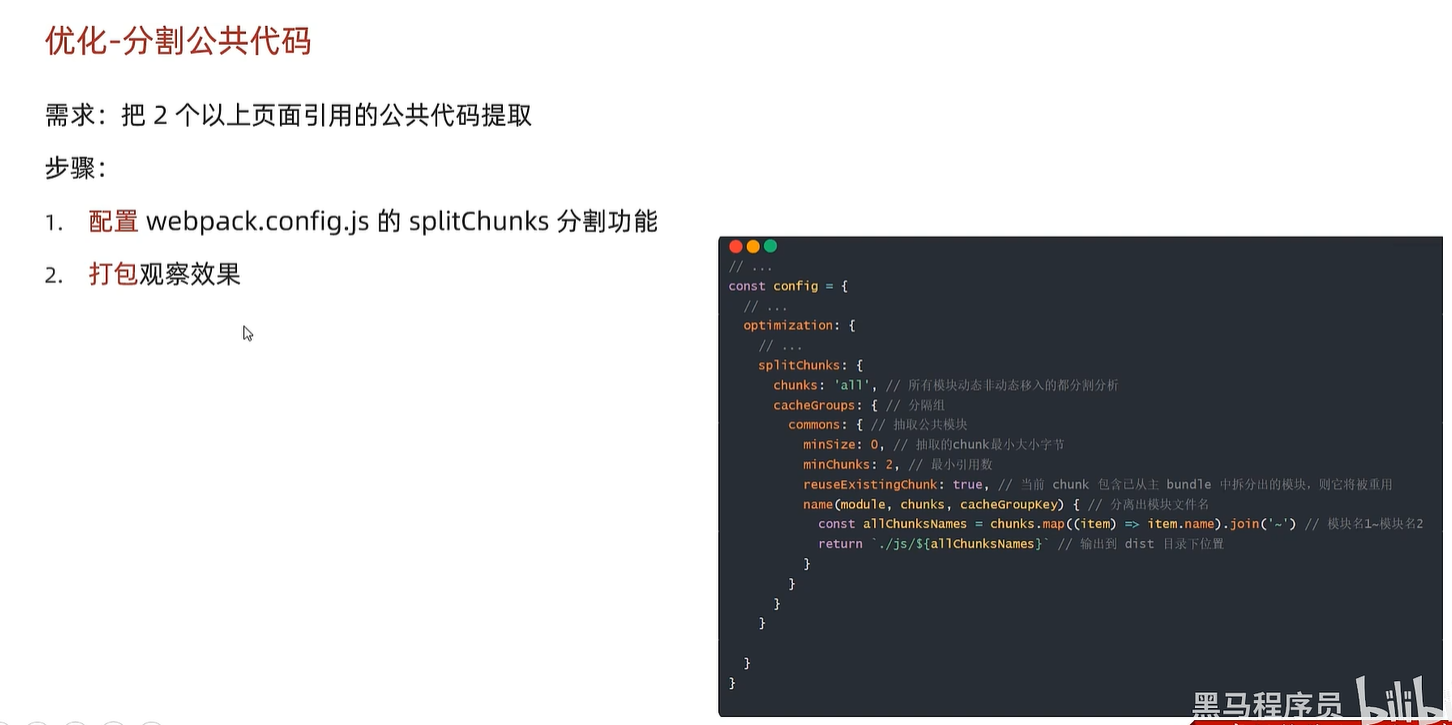 优化-分割公共代码
需求：把 2 个以上页面引用的公共代码提取
步骤：
1. 配置 webpack.config.js 的 splitChunks 分割功能
2. 打包观察效果
// ...
const config = {
  // ...
  optimization: {
    // ...
    splitChunks: {
      chunks: 'all', // 所有模块动态非动态移入的都分割分析
      cacheGroups: { // 分隔组
        commons: { // 抽取公共模块
          minSize: 0, // 抽取的chunk最小大小字节
          minChunks: 2, // 最小引用数
          reuseExistingChunk: true, // 当前 chunk 包含已从主 bundle 中拆分出的模块，则它将被重用
          name(module, chunks, cacheGroupKey) { // 分离出模块文件名
            const allChunksNames = chunks.map((item) => item.name).join('~') // 模块名1~模块名2
            return `./js/${allChunksNames}` // 输出到 dist 目录下位置
          }
        }
      }
    }
  }
}
黑马程序员 bilib